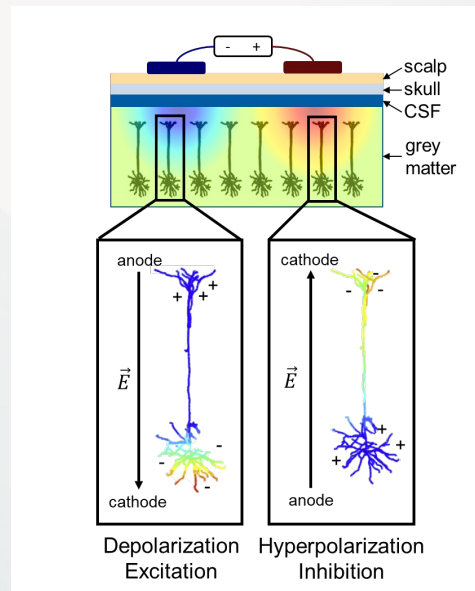 - +
scalp
skull
CSF
grey
matter
anode
+ + +
E
- - -
cathode
cathode
- - -
E
+ + +
anode
Depolarization
Excitation
Hyperpolarization
Inhibition